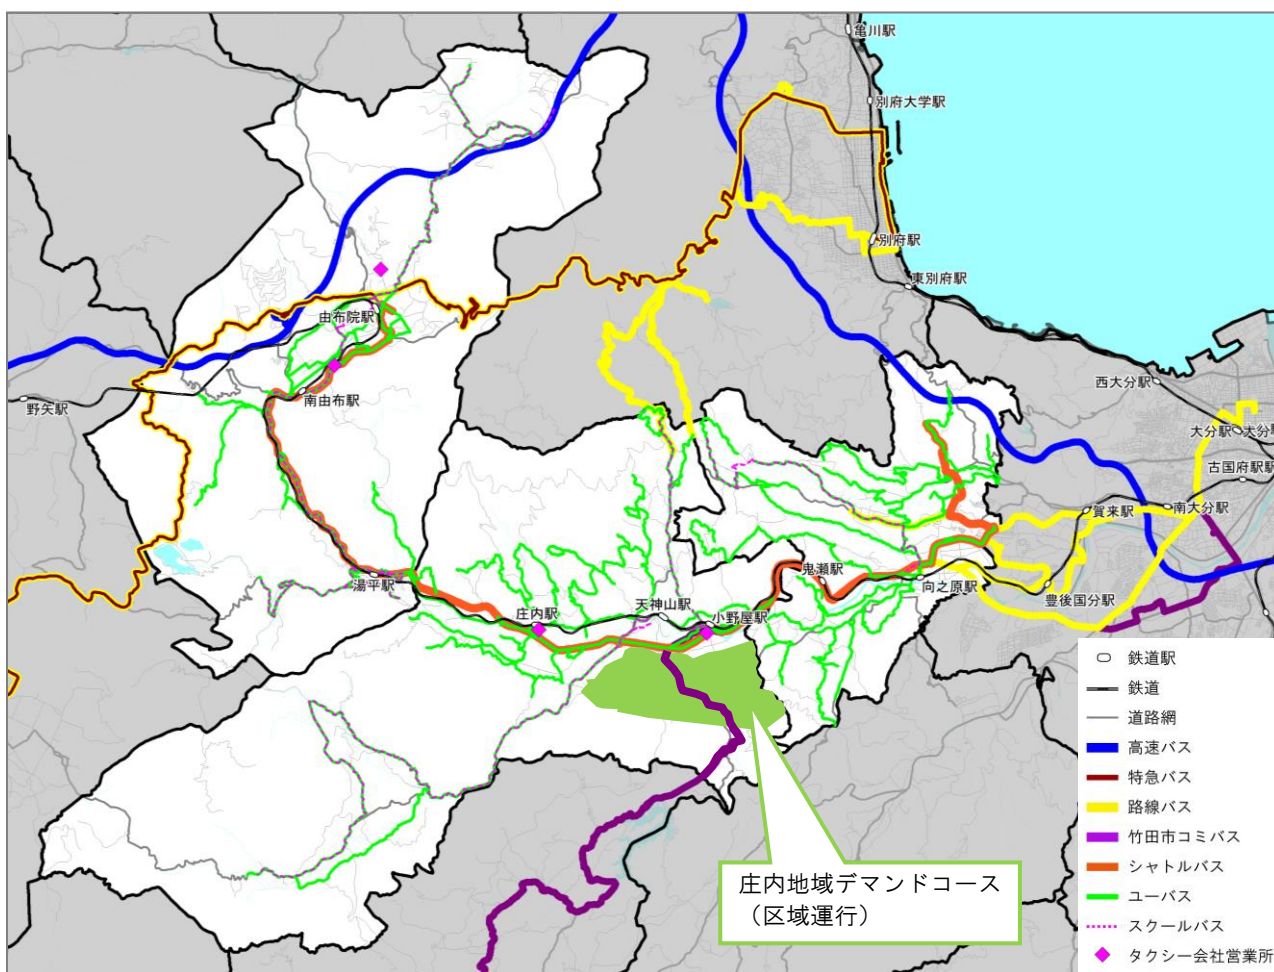 亀川駅
別府大学駅
別府駅
東別府駅
由布院駅
西大分駅
野矢駅
南由布駅
大分駅
大分駅
古国府駅
賀来駅
南大分駅
湯平駅
鬼瀬駅
向之原駅
豊後国分駅
庄内駅
天神山駅
小野屋駅
庄内地域デマンドコース
（区域運行）
鉄道駅
鉄道
道路網
高速バス
特急バス
路線バス
竹田市コミバス
シャトルバス
ユーバス
スクールバス
タクシー会社営業所